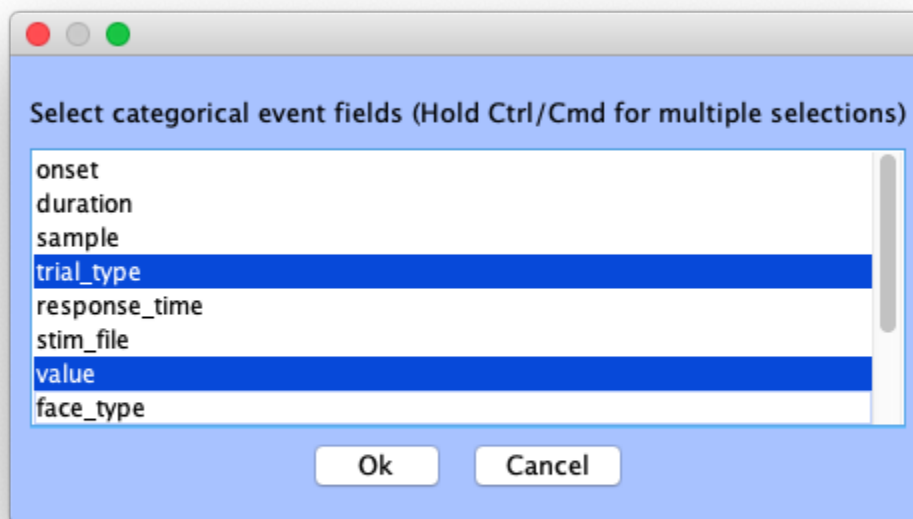 Select categorical event fields (Hold Ctrl/Cmd for multiple selections)
onset
duration
sample
trial_type
response_time
stim_file
value
face_type
Ok Cancel